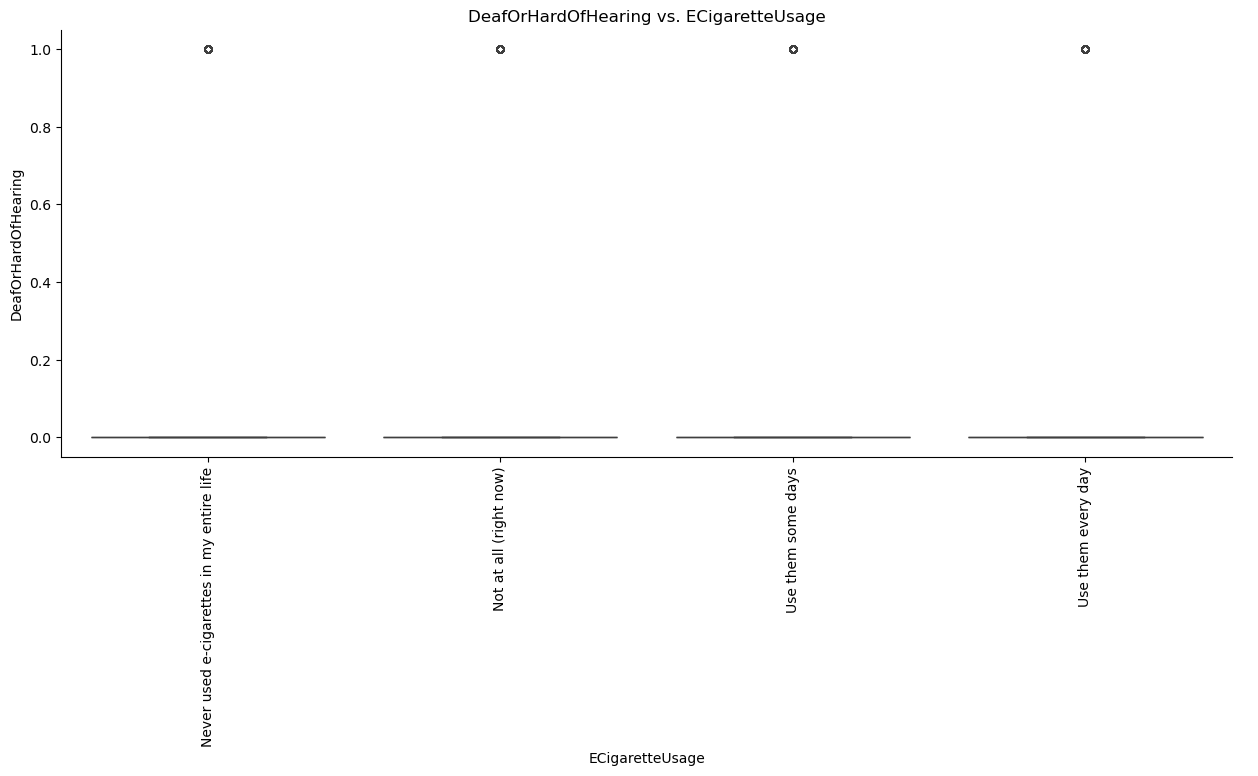 DeafOrHardOfHearing vs. ECigaretteUsage
1.0
0.8
0.6
0.4
0.2
0.0
DeafOrHardOfHearing
Never used e-cigarettes in my entire life
Not at all (right now)
Use them some days
Use them every day
ECigaretteUsage